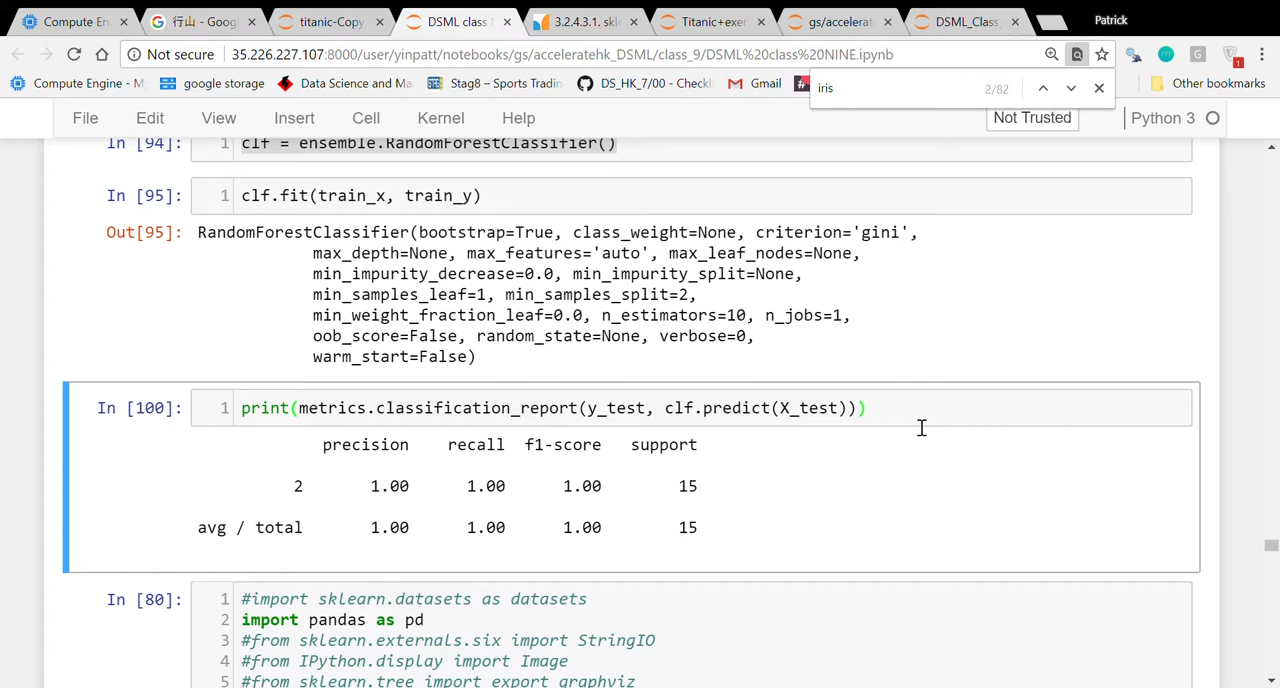 Compute En
行山 - Goog
titanic-Copy
DSML class
3.2.4.3.1. skl
Titanic+exer
gs/accelerat
DSML_Class_
Patrick
Not secure
35.226.227.107:8000/user/yinpatt/notebooks/gs/acceleratehk_DSML/class_9/DSML%20class%20NINE.ipynb
1
Compute Engine - M
google storage
Data Science and Ma
Stag8 – Sports Tradin
DS_HK_7/00 - Checkl
Gmail
iris
2/82
Other bookmarks
File Edit View Insert Cell Kernel Help
Not Trusted
Python 3
In [94]: 1 clf = ensemble.RandomForestClassifier()
In [95]: 1 clf.fit(train_x, train_y)
Out[95]: RandomForestClassifier(bootstrap=True, class_weight=None, criterion='gini',
max_depth=None, max_features='auto', max_leaf_nodes=None,
min_impurity_decrease=0.0, min_impurity_split=None,
min_samples_leaf=1, min_samples_split=2,
min_weight_fraction_leaf=0.0, n_estimators=10, n_jobs=1,
oob_score=False, random_state=None, verbose=0,
warm_start=False)
In [100]: 1 print(metrics.classification_report(y_test, clf.predict(X_test)))
precision recall f1-score support
2 1.00 1.00 1.00 15
avg / total 1.00 1.00 1.00 15
In [80]: 1 #import sklearn.datasets as datasets
2 import pandas as pd
3 #from sklearn.externals.six import StringIO
4 #from IPython.display import Image
5 #from sklearn.tree import export_graphviz